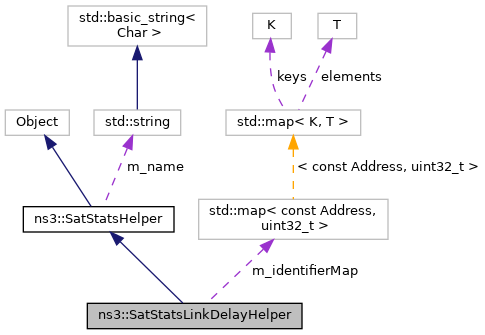 std::basic_string<
Char >
K
T
keys
elements
Object
std::string
std::map< K, T >
m_name
< const Address, uint32_t >
ns3::SatStatsHelper
std::map< const Address,
uint32_t >
m_identifierMap
ns3::SatStatsLinkDelayHelper